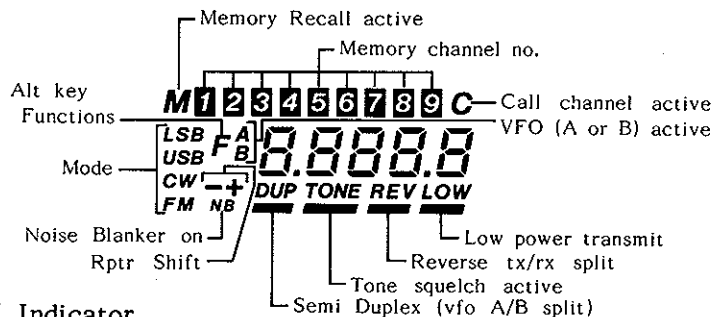 Memory Recall active
Memory channel no.
Alt key
Functions
M 1 2 3 4 5 6 7 8 9 C
Call channel active
VFO (A or B) active
Mode
LSB
USB
CW
FM
F
A
B
8.888.8
- +
NB
DUP TONE REV LOW
Noise Blanker on
Rptr Shift
Low power transmit
Reverse tx/rx split
Tone squelch active
Semi Duplex (vfo A/B split)
Indicator